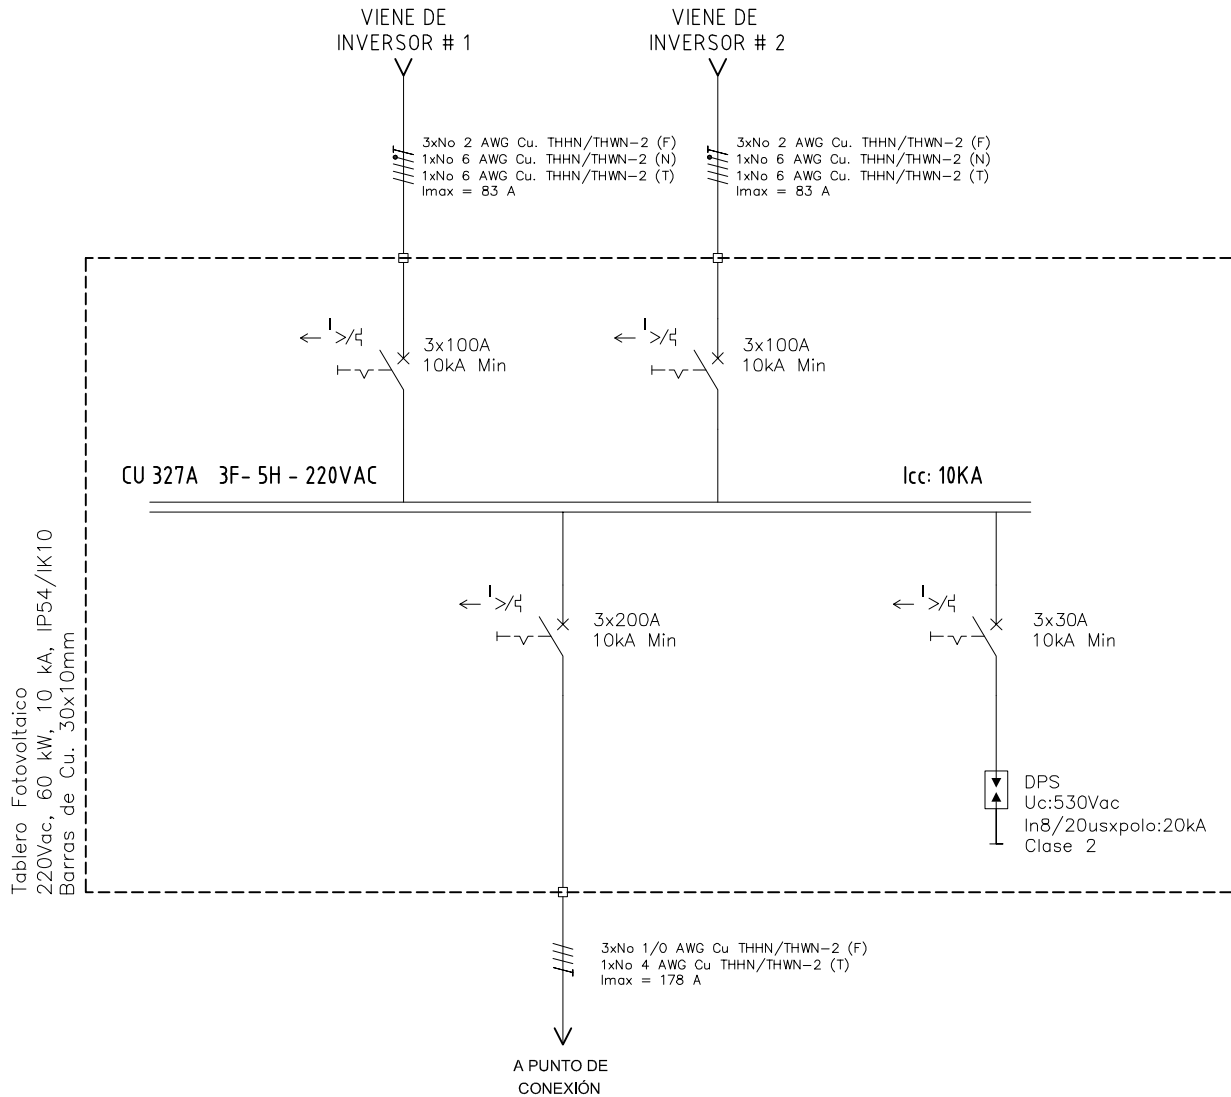 VIENE DE
INVERSOR # 1
VIENE DE
INVERSOR # 2
3xNo 2 AWG Cu. THHN/THWN-2 (F)
1xNo 6 AWG Cu. THHN/THWN-2 (N)
1xNo 6 AWG Cu. THHN/THWN-2 (T)
Imax = 83 A
3xNo 2 AWG Cu. THHN/THWN-2 (F)
1xNo 6 AWG Cu. THHN/THWN-2 (N)
1xNo 6 AWG Cu. THHN/THWN-2 (T)
Imax = 83 A
I
>/
3x100A
10kA Min
I
>/
3x100A
10kA Min
CU 327A 3F- 5H - 220VAC
Icc: 10KA
I
>/
3x200A
10kA Min
I
>/
3x30A
10kA Min
DPS
Uc:530Vac
In8/20usxpolo:20kA
Clase 2
Tablero Fotovoltaico
220Vac, 60 kW, 10 kA, IP54/IK10
Barras de Cu. 30x10mm
3xNo 1/0 AWG Cu THHN/THWN-2 (F)
1xNo 4 AWG Cu THHN/THWN-2 (T)
Imax = 178 A
A PUNTO DE
CONEXIÓN